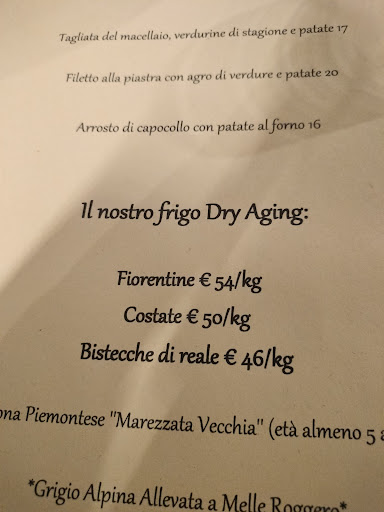 Tagliata del macellaio, verdurine di stagione e patate 17
Filetto alla piastra con agro di verdure e patate 20
Arrosto di capocollo con patate al forno 16
Il nostro frigo Dry Aging:
Fiorentine € 54/kg
Costate € 50/kg
Bistecche di reale € 46/kg
ona Piemontese "Marezzata Vecchia" (età almeno 5 a
*Grigio Alpina Allevata a Melle Roggero*